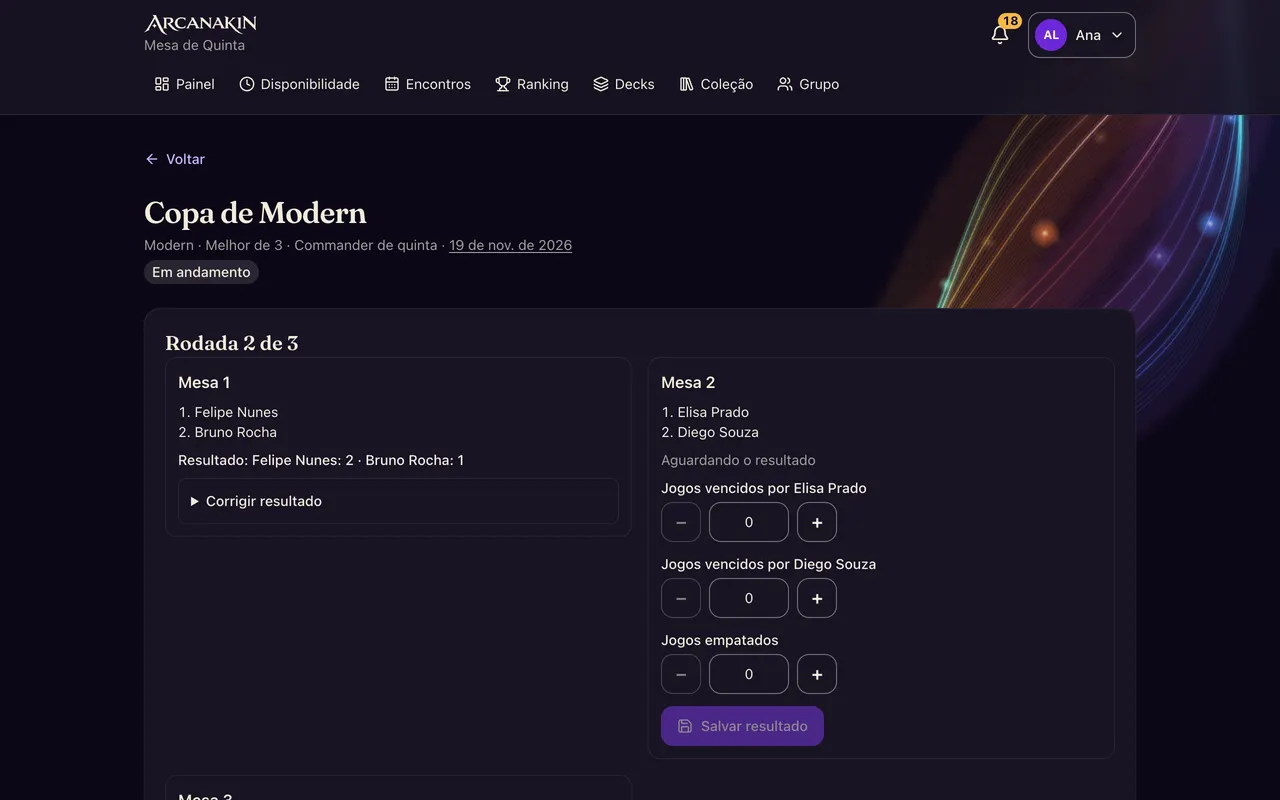 ARCANAKIN
Mesa de Quinta
18
AL Ana
Painel Disponibilidade Encontros Ranking Decks Coleção Grupo
Voltar
Copa de Modern
Modern · Melhor de 3 · Commander de quinta · 19 de nov. de 2026
Em andamento
Rodada 2 de 3
Mesa 1
1. Felipe Nunes
2. Bruno Rocha
Resultado: Felipe Nunes: 2 · Bruno Rocha: 1
Corrigir resultado
Mesa 2
1. Elisa Prado
2. Diego Souza
Aguardando o resultado
Jogos vencidos por Elisa Prado
− 0 +
Jogos vencidos por Diego Souza
− 0 +
Jogos empatados
− 0 +
Salvar resultado
Mesa 3